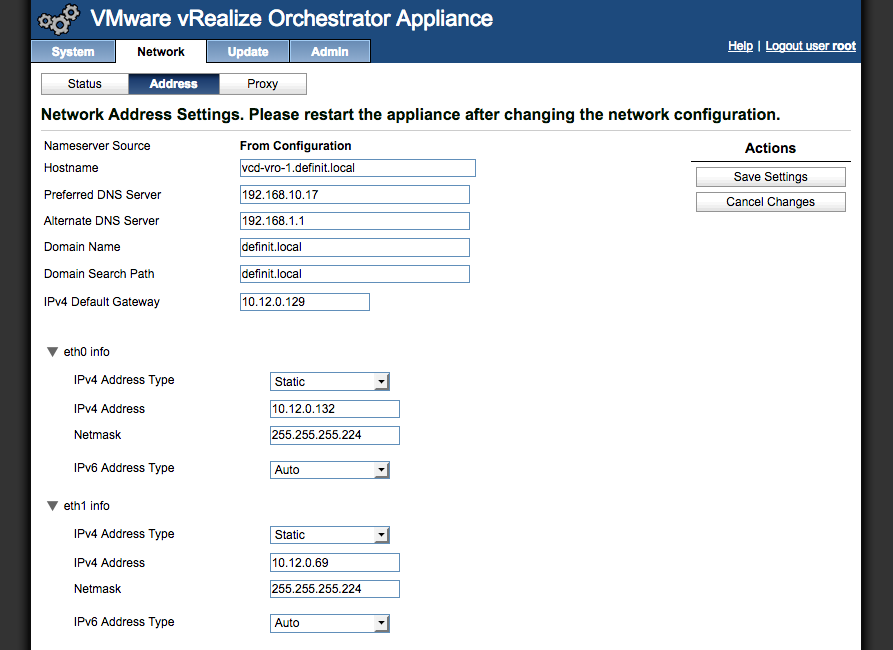 VMware vRealize Orchestrator Appliance
System Network Update Admin
Help | Logout user root
Status Address Proxy
Network Address Settings. Please restart the appliance after changing the network configuration.
Nameserver Source From Configuration
Hostname vcd-vro-1.definit.local
Preferred DNS Server 192.168.10.17
Alternate DNS Server 192.168.1.1
Domain Name definit.local
Domain Search Path definit.local
IPv4 Default Gateway 10.12.0.129
Actions
Save Settings
Cancel Changes
eth0 info
IPv4 Address Type Static
IPv4 Address 10.12.0.132
Netmask 255.255.255.224
IPv6 Address Type Auto
eth1 info
IPv4 Address Type Static
IPv4 Address 10.12.0.69
Netmask 255.255.255.224
IPv6 Address Type Auto